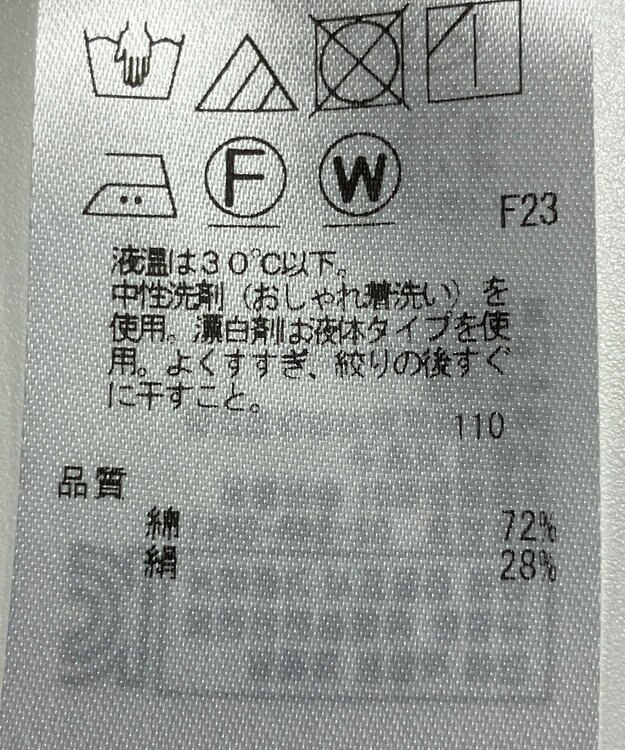 F W
F23
液温は30℃以下。
中性洗剤（おしゃれ着洗い）を
使用。漂白剤は液体タイプを使
用。よくすすぎ、絞りの後すぐ
に干すこと。
110
品質
綿 72%
絹 28%